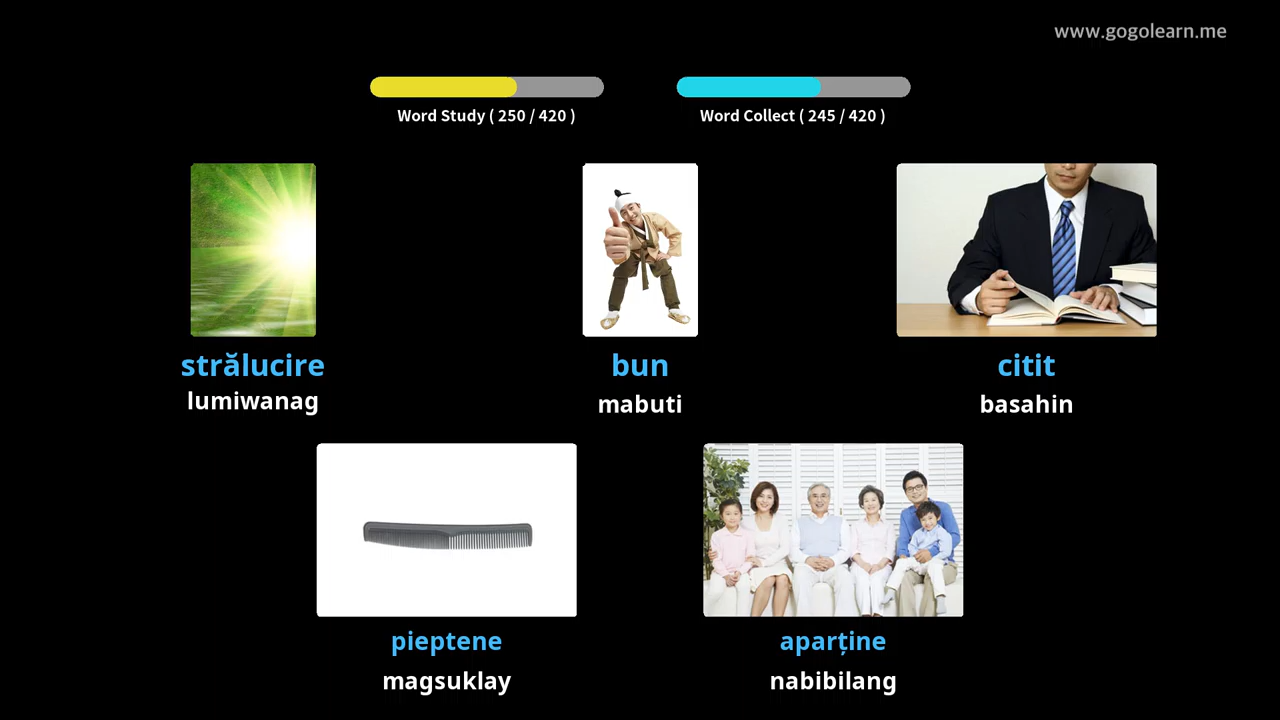 www.gogolearn.me
Word Study ( 250 / 420 )
Word Collect ( 245 / 420 )
strălucire
lumiwanag
bun
mabuti
citit
basahin
pieptene
magsuklay
aparține
nabibilang